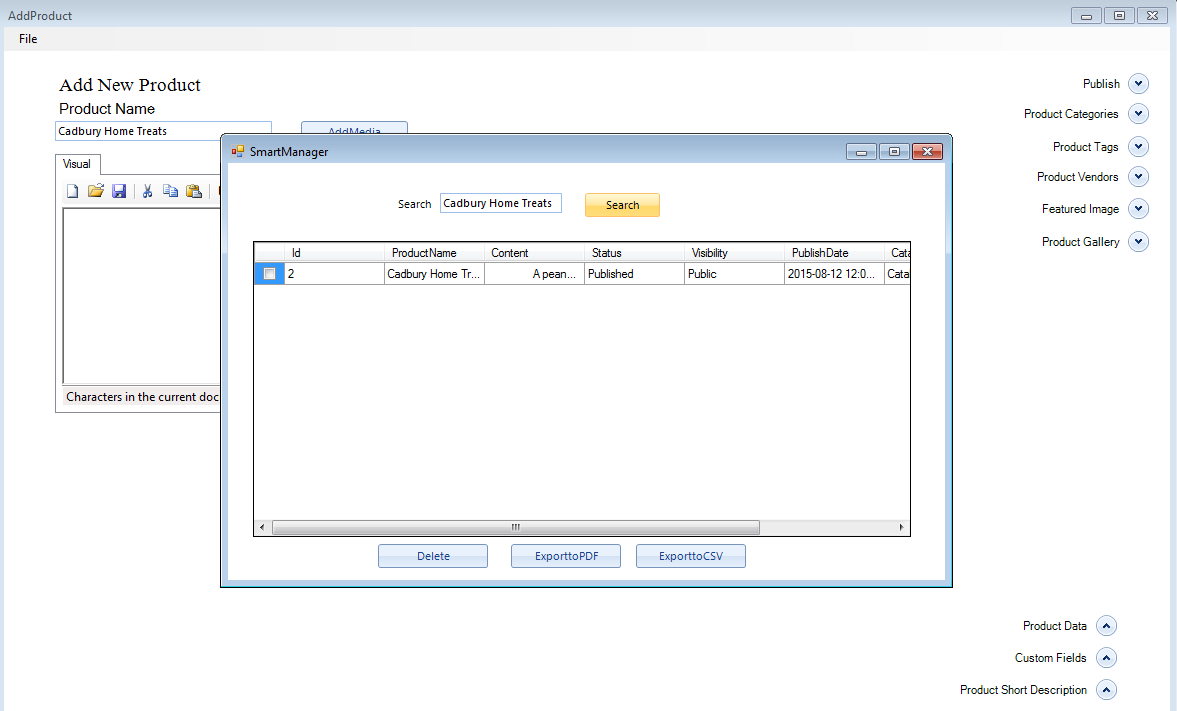 AddProduct
File
Add New Product
Product Name
Cadbury Home Treats
AddMedia
Visual
Characters in the current doc
SmartManager
Search Cadbury Home Treats Search
Id ProductName Content Status Visibility PublishDate Cata
2 Cadbury Home Tr... A pean... Published Public 2015-08-12 12:0... Cata
Delete ExporttoPDF ExporttoCSV
Publish
Product Categories
Product Tags
Product Vendors
Featured Image
Product Gallery
Product Data
Custom Fields
Product Short Description